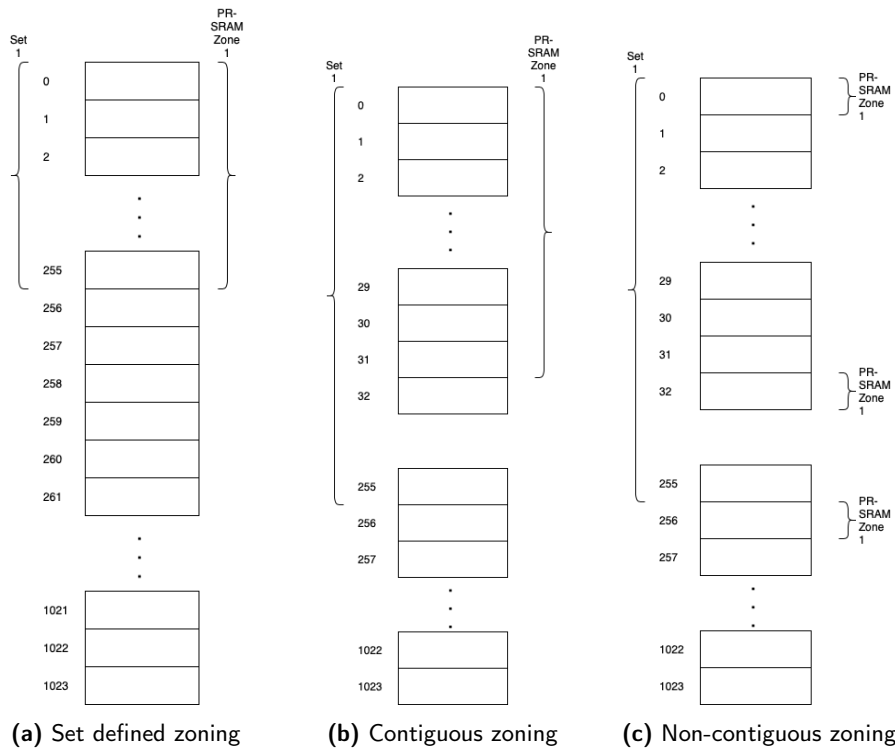 Set
1
PR-
SRAM
Zone
1
0
1
2
255
256
257
258
259
260
261
1021
1022
1023
(a) Set defined zoning
Set
1
PR-
SRAM
Zone
1
0
1
2
29
30
31
32
255
256
257
1022
1023
(b) Contiguous zoning
Set
1
PR-
SRAM
Zone
1
0
1
2
29
30
31
32
PR-
SRAM
Zone
1
255
256
257
PR-
SRAM
Zone
1
1022
1023
(c) Non-contiguous zoning